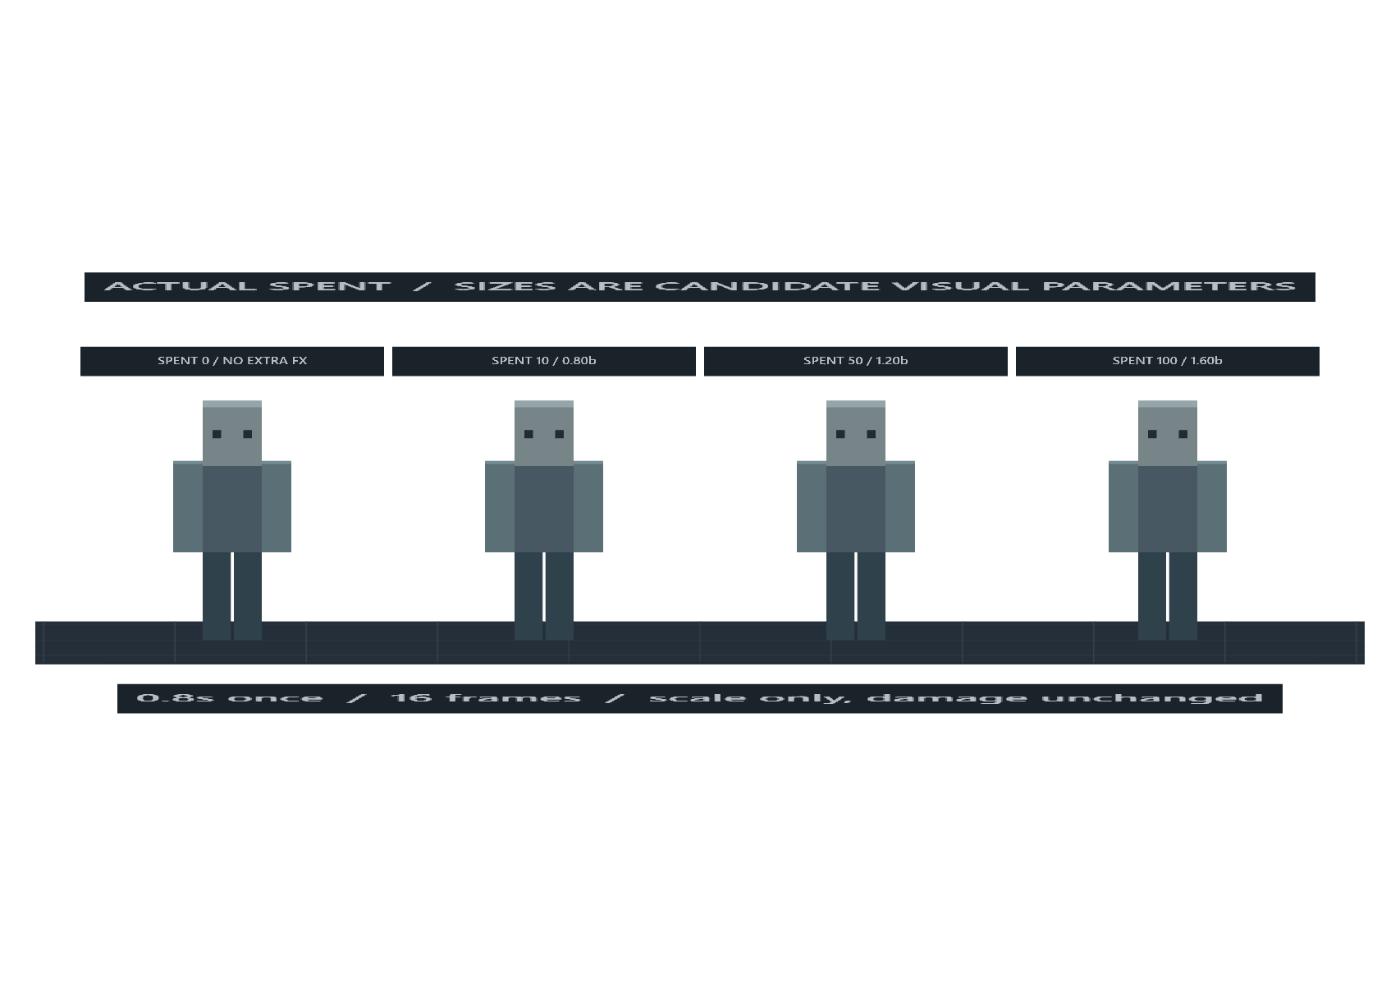 ACTUAL SPENT / SIZES ARE CANDIDATE VISUAL PARAMETERS
SPENT 0 / NO EXTRA FX
SPENT 10 / 0.80b
SPENT 50 / 1.20b
SPENT 100 / 1.60b
0.8s once / 16 frames / scale only, damage unchanged